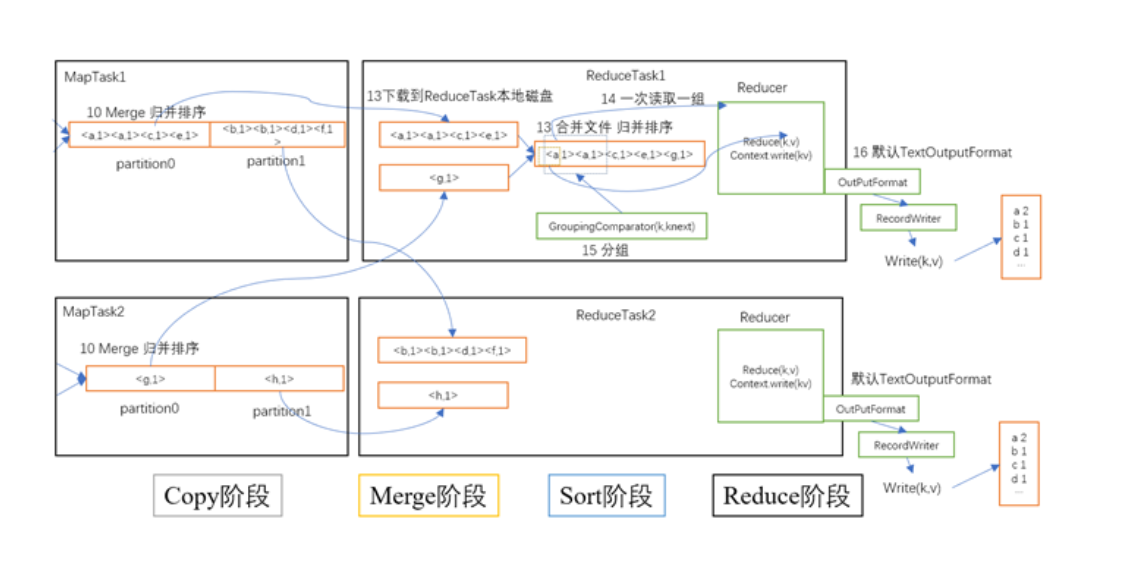 MapTask1
10 Merge 归并排序
<a,1><a,1><c,1><e,1>
<b,1><b,1><d,1><f,1
>
partition0
partition1
ReduceTask1
13下载到ReduceTask本地磁盘
14 一次读取一组
Reducer
<a,1><a,1><c,1><e,1>
13 合并文件 归并排序
<a,1><a,1><c,1><e,1><g,1>
<g,1>
Reduce(k,v)
Context.write(kv)
GroupingComparator(k,knext)
15 分组
16 默认TextOutputFormat
OutPutFormat
RecordWriter
Write(k,v)
a 2
b 1
c 1
d 1
...
MapTask2
10 Merge 归并排序
<g,1>
<h,1>
partition0
partition1
ReduceTask2
Reducer
<b,1><b,1><d,1><f,1>
<h,1>
Reduce(k,v)
Context.write(kv)
默认TextOutputFormat
OutPutFormat
RecordWriter
Write(k,v)
a 2
b 1
c 1
d 1
...
Copy阶段
Merge阶段
Sort阶段
Reduce阶段